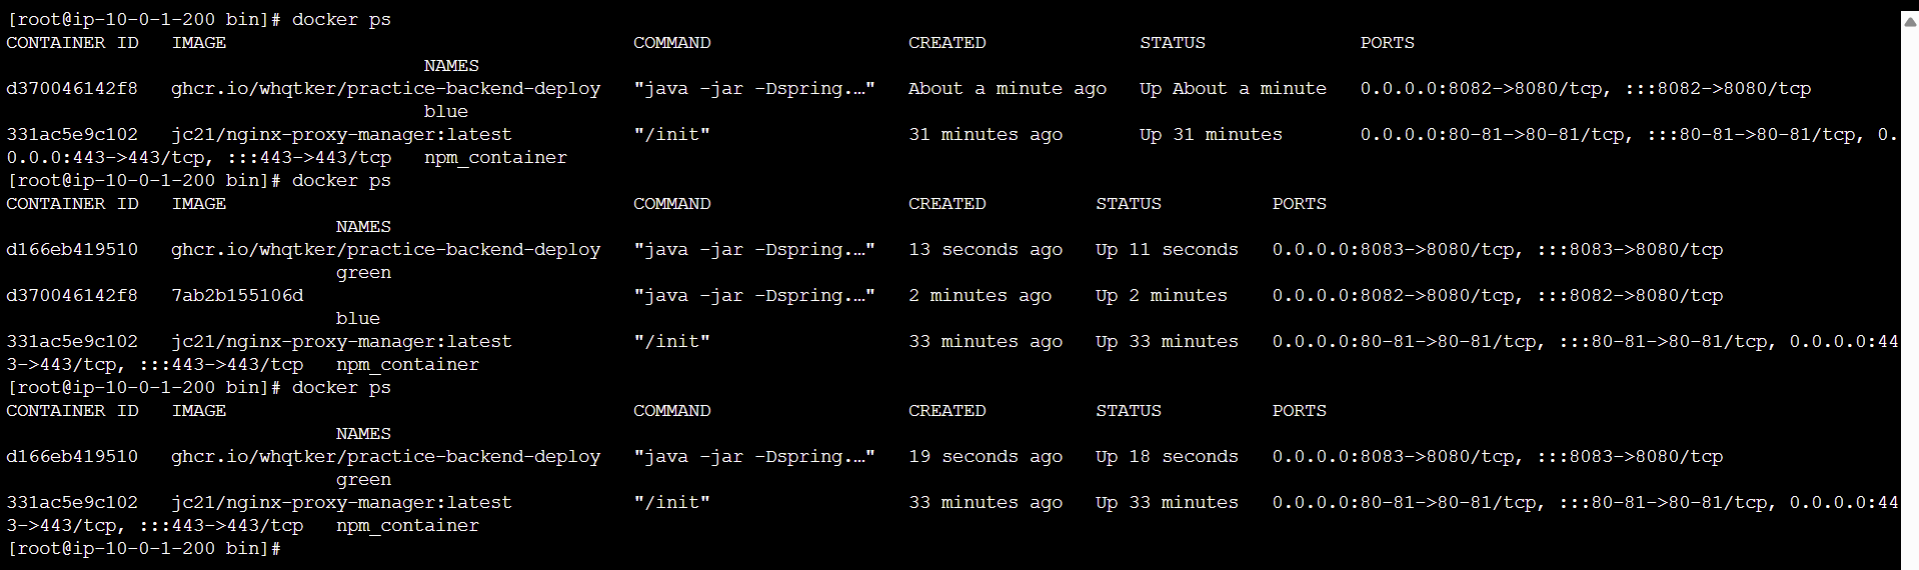 [root@ip-10-0-1-200 bin]# docker ps
CONTAINER ID   IMAGE                                     COMMAND                  CREATED              STATUS              PORTS
                                      NAMES
d370046142f8   ghcr.io/whqtker/practice-backend-deploy   "java -jar -Dspring.…"   About a minute ago   Up About a minute   0.0.0.0:8082->8080/tcp, :::8082->8080/tcp
                                      blue
331ac5e9c102   jc21/nginx-proxy-manager:latest           "/init"                  31 minutes ago       Up 31 minutes       0.0.0.0:80-81->80-81/tcp, :::80-81->80-81/tcp, 0.
0.0.0:443->443/tcp, :::443->443/tcp   npm_container
[root@ip-10-0-1-200 bin]# docker ps
CONTAINER ID   IMAGE                                     COMMAND                  CREATED          STATUS          PORTS
                              NAMES
d166eb419510   ghcr.io/whqtker/practice-backend-deploy   "java -jar -Dspring.…"   13 seconds ago   Up 11 seconds   0.0.0.0:8083->8080/tcp, :::8083->8080/tcp
                              green
d370046142f8   7ab2b155106d                              "java -jar -Dspring.…"   2 minutes ago    Up 2 minutes    0.0.0.0:8082->8080/tcp, :::8082->8080/tcp
                              blue
331ac5e9c102   jc21/nginx-proxy-manager:latest           "/init"                  33 minutes ago   Up 33 minutes   0.0.0.0:80-81->80-81/tcp, :::80-81->80-81/tcp, 0.0.0.0:44
3->443/tcp, :::443->443/tcp   npm_container
[root@ip-10-0-1-200 bin]# docker ps
CONTAINER ID   IMAGE                                     COMMAND                  CREATED          STATUS          PORTS
                              NAMES
d166eb419510   ghcr.io/whqtker/practice-backend-deploy   "java -jar -Dspring.…"   19 seconds ago   Up 18 seconds   0.0.0.0:8083->8080/tcp, :::8083->8080/tcp
                              green
331ac5e9c102   jc21/nginx-proxy-manager:latest           "/init"                  33 minutes ago   Up 33 minutes   0.0.0.0:80-81->80-81/tcp, :::80-81->80-81/tcp, 0.0.0.0:44
3->443/tcp, :::443->443/tcp   npm_container
[root@ip-10-0-1-200 bin]#